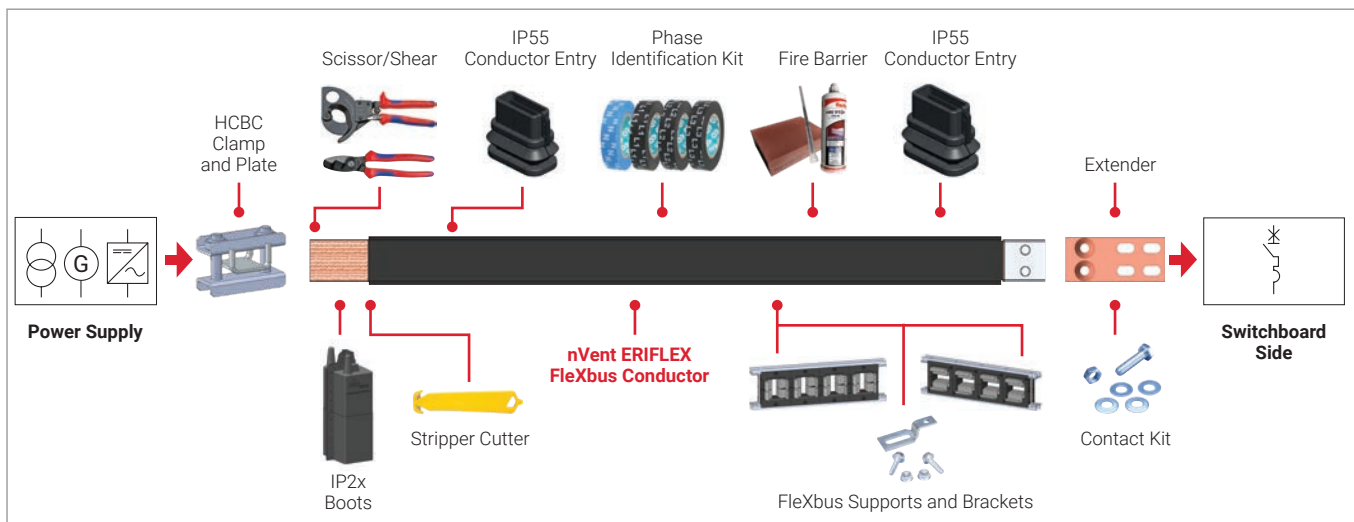 Scissor/Shear
IP55
Conductor Entry
Phase
Identification Kit
Fire Barrier
IP55
Conductor Entry
HCBC
Clamp
and Plate
Extender
G
Power Supply
nVent ERIFLEX
FleXbus Conductor
Switchboard
Side
Stripper Cutter
IP2x
Boots
FleXbus Supports and Brackets
Contact Kit